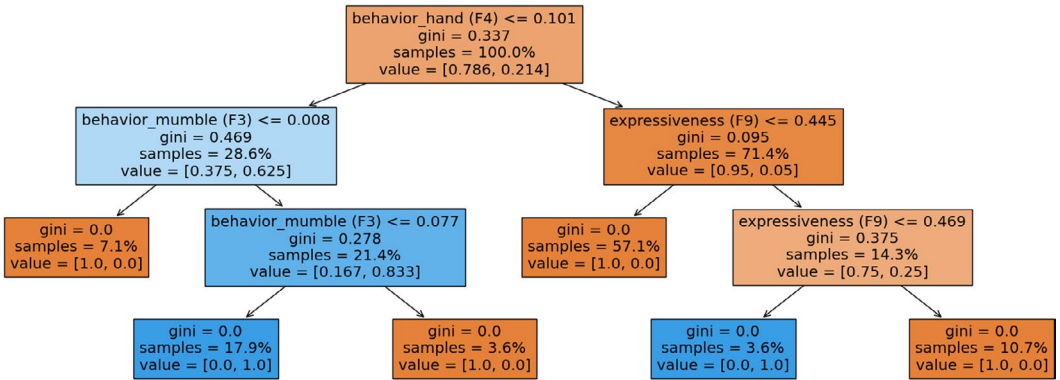 behavior_hand (F4) <= 0.101
gini = 0.337
samples = 100.0%
value = [0.786, 0.214]
behavior_mumble (F3) <= 0.008
gini = 0.469
samples = 28.6%
value = [0.375, 0.625]
expressiveness (F9) <= 0.445
gini = 0.095
samples = 71.4%
value = [0.95, 0.05]
gini = 0.0
samples = 7.1%
value = [1.0, 0.0]
behavior_mumble (F3) <= 0.077
gini = 0.278
samples = 21.4%
value = [0.167, 0.833]
gini = 0.0
samples = 57.1%
value = [1.0, 0.0]
expressiveness (F9) <= 0.469
gini = 0.375
samples = 14.3%
value = [0.75, 0.25]
gini = 0.0
samples = 17.9%
value = [0.0, 1.0]
gini = 0.0
samples = 3.6%
value = [1.0, 0.0]
gini = 0.0
samples = 3.6%
value = [0.0, 1.0]
gini = 0.0
samples = 10.7%
value = [1.0, 0.0]